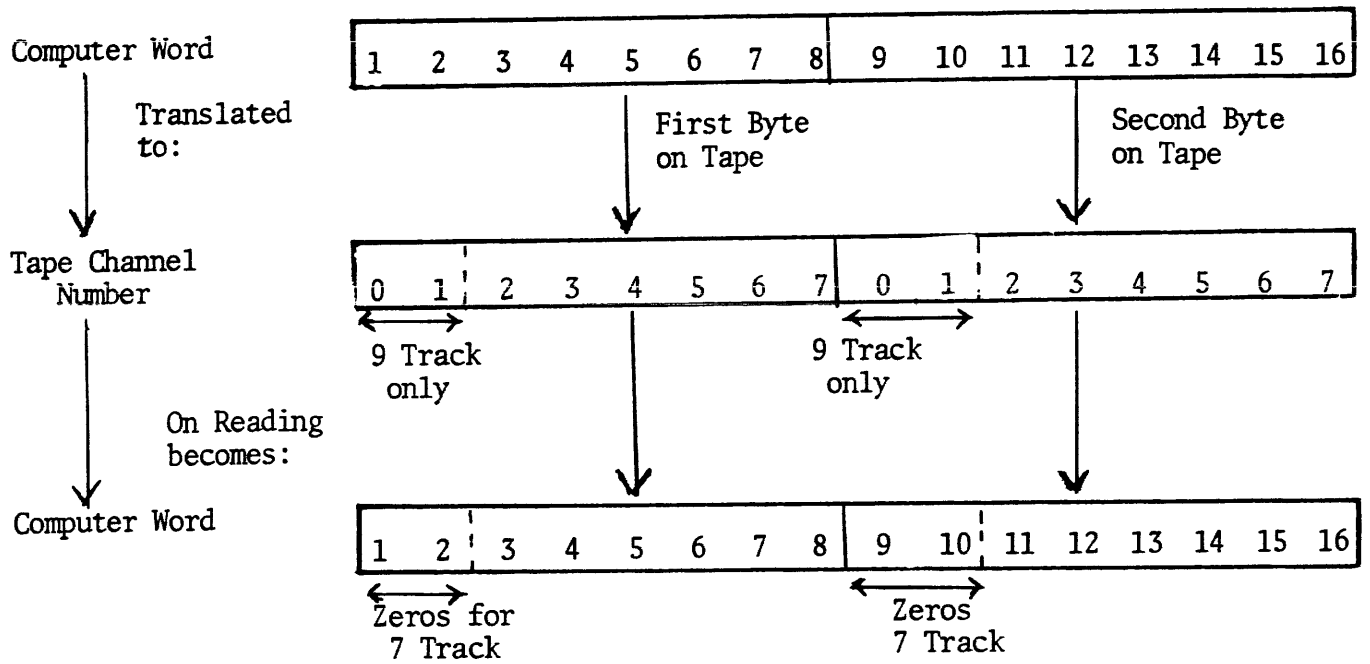 Computer Word
1 2 3 4 5 6 7 8 9 10 11 12 13 14 15 16
Translated
to:
First Byte
on Tape
Second Byte
on Tape
Tape Channel
Number
0 1 2 3 4 5 6 7 0 1 2 3 4 5 6 7
9 Track
only
9 Track
only
On Reading
becomes:
Computer Word
1 2 3 4 5 6 7 8 9 10 11 12 13 14 15 16
Zeros for
7 Track
Zeros
7 Track